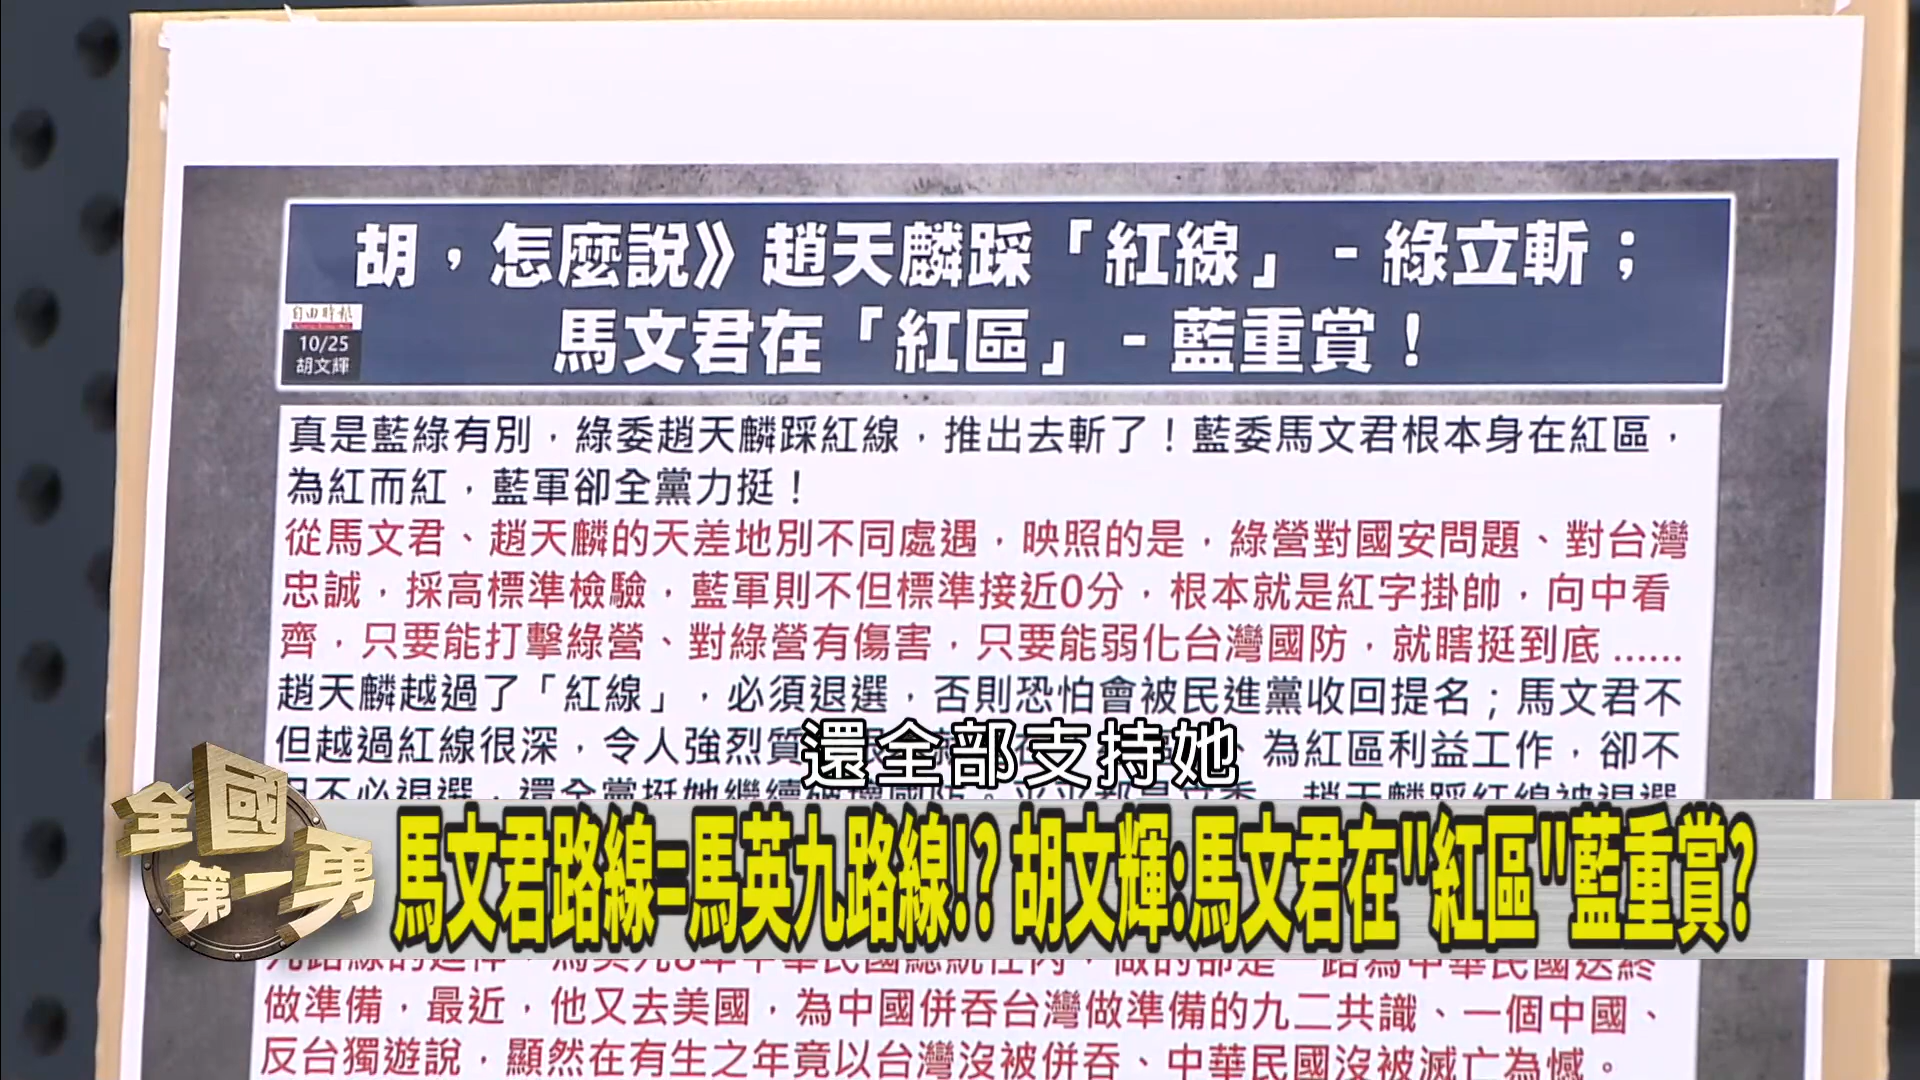 胡，怎麼說》趙天麟踩「紅線」-綠立斬；
馬文君在「紅區」-藍重賞！
自由時報
10/25
胡文輝
真是藍綠有別，綠委趙天麟踩紅線，推出去斬了！藍委馬文君根本身在紅區，
為紅而紅，藍軍卻全黨力挺！
從馬文君、趙天麟的天差地別不同處遇，映照的是，綠營對國安問題、對台灣
忠誠，採高標準檢驗，藍軍則不但標準接近0分，根本就是紅字掛帥，向中看
齊，只要能打擊綠營、對綠營有傷害，只要能弱化台灣國防，就瞎挺到底......
趙天麟越過了「紅線」，必須退選，否則恐怕會被民進黨收回提名；馬文君不
但越過紅線很深，令人強烈質
、為紅區利益工作，卻不
還全部支持她
全國第一勇
馬文君路線=馬英九路線!? 胡文輝:馬文君在"紅區"藍重賞?
做準備，最近，他又去美國，為中國併吞台灣做準備的九二共識、一個中國、
反台獨遊說，顯然在有生之年竟以台灣沒被併吞、中華民國沒被滅亡為憾。